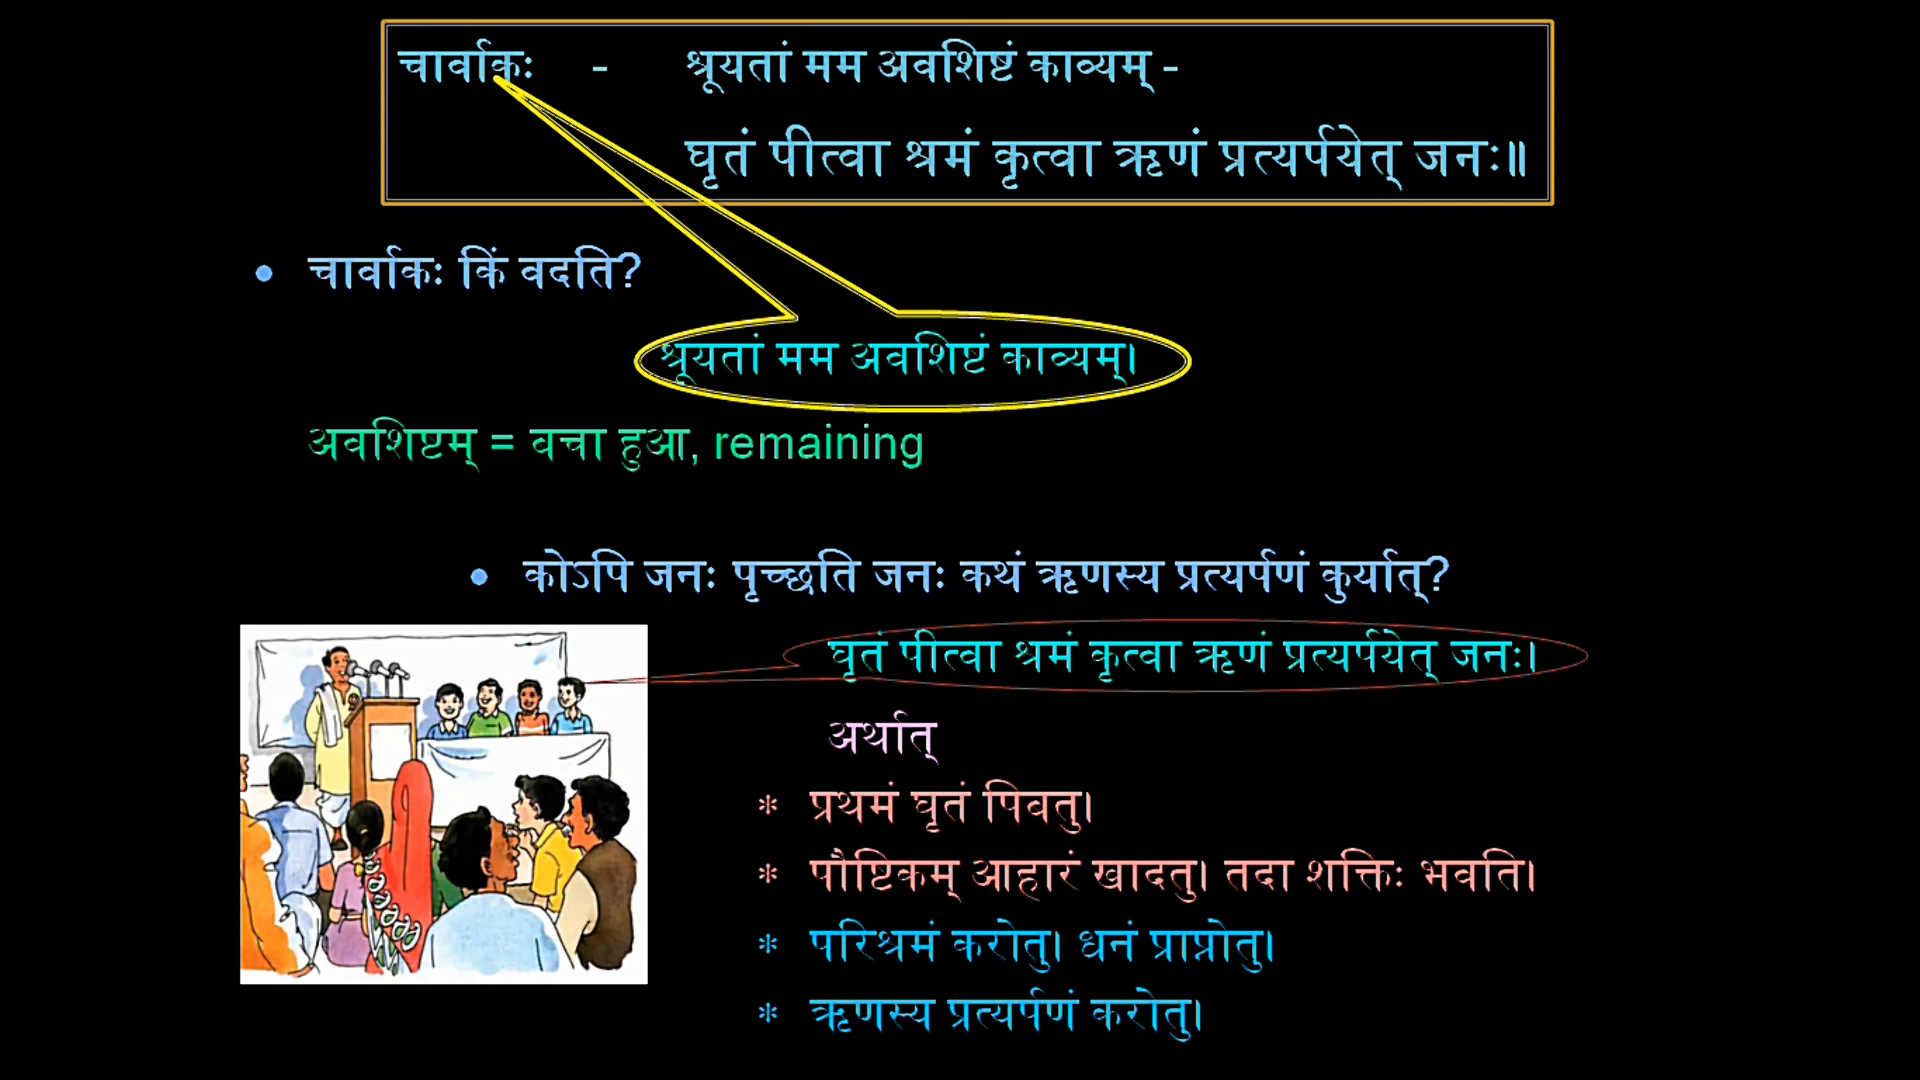 चार्वाकः - श्रूयतां मम अवशिष्टं काव्यम् -
घृतं पीत्वा श्रमं कृत्वा ऋणं प्रत्यर्पयेत् जनः॥
• चार्वाकः किं वदति?
श्रूयतां मम अवशिष्टं काव्यम्।
अवशिष्टम् = बचा हुआ, remaining
• कोऽपि जनः पृच्छति जनः कथं ऋणस्य प्रत्यर्पणं कुर्यात्?
घृतं पीत्वा श्रमं कृत्वा ऋणं प्रत्यर्पयेत् जनः।
अर्थात्
* प्रथमं घृतं पिवतु।
* पौष्टिकम् आहारं खादतु। तदा शक्तिः भवति।
* परिश्रमं करोतु। धनं प्राप्नोतु।
* ऋणस्य प्रत्यर्पणं करोतु।